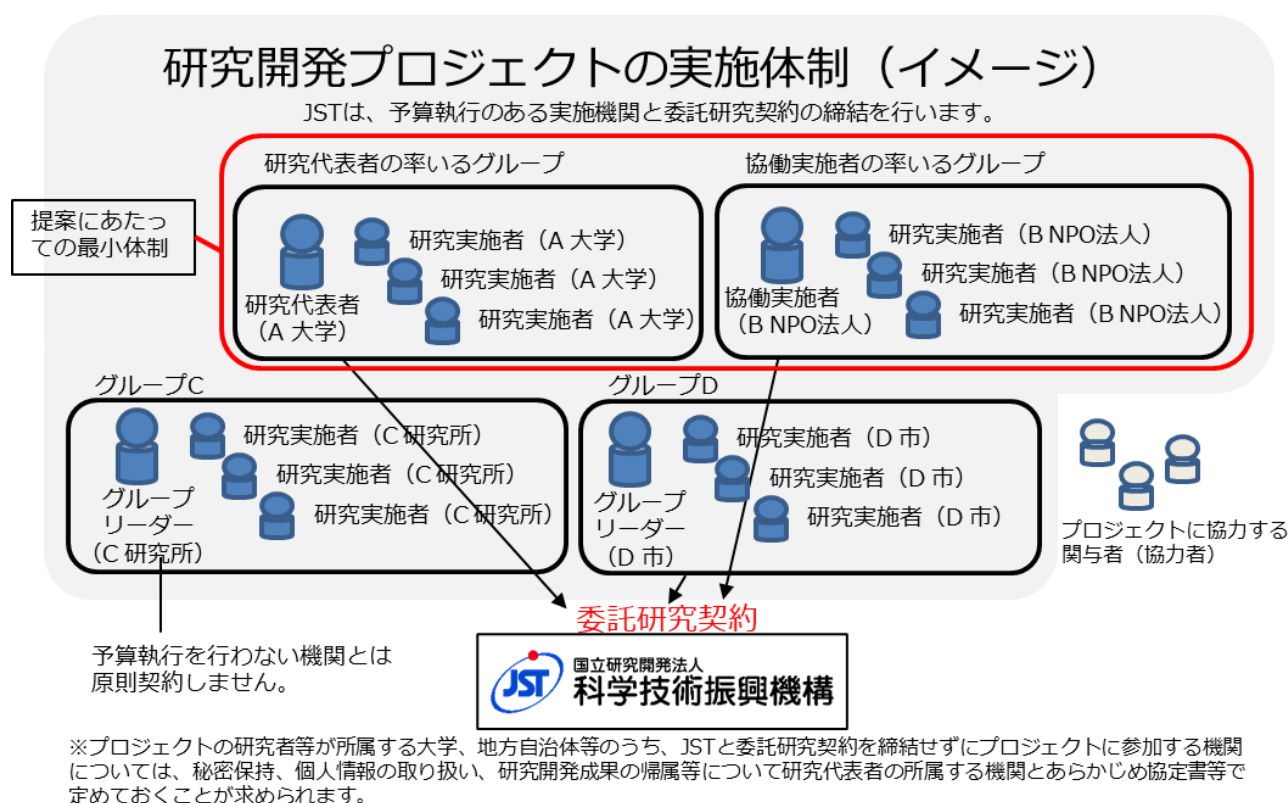 研究開発プロジェクトの実施体制（イメージ）
JSTは、予算執行のある実施機関と委託研究契約の締結を行います。
研究代表者の率いるグループ
協働実施者の率いるグループ
提案にあたっ
ての最小体制
研究実施者（A 大学）
研究実施者（A 大学）
研究実施者（A 大学）
研究代表者
（A 大学）
研究実施者（B NPO法人）
研究実施者（B NPO法人）
研究実施者（B NPO法人）
協働実施者
（B NPO法人）
グループC
グループD
研究実施者（C 研究所）
研究実施者（C 研究所）
研究実施者（C 研究所）
グループ
リーダー
（C 研究所）
研究実施者（D 市）
研究実施者（D 市）
研究実施者（D 市）
グループ
リーダー
（D 市）
プロジェクトに協力する
関与者（協力者）
委託研究契約
予算執行を行わない機関とは
原則契約しません。
JST
国立研究開発法人
科学技術振興機構
※プロジェクトの研究者等が所属する大学、地方自治体等のうち、JSTと委託研究契約を締結せずにプロジェクトに参加する機関
については、秘密保持、個人情報の取り扱い、研究開発成果の帰属等について研究代表者の所属する機関とあらかじめ協定書等で
定めておくことが求められます。